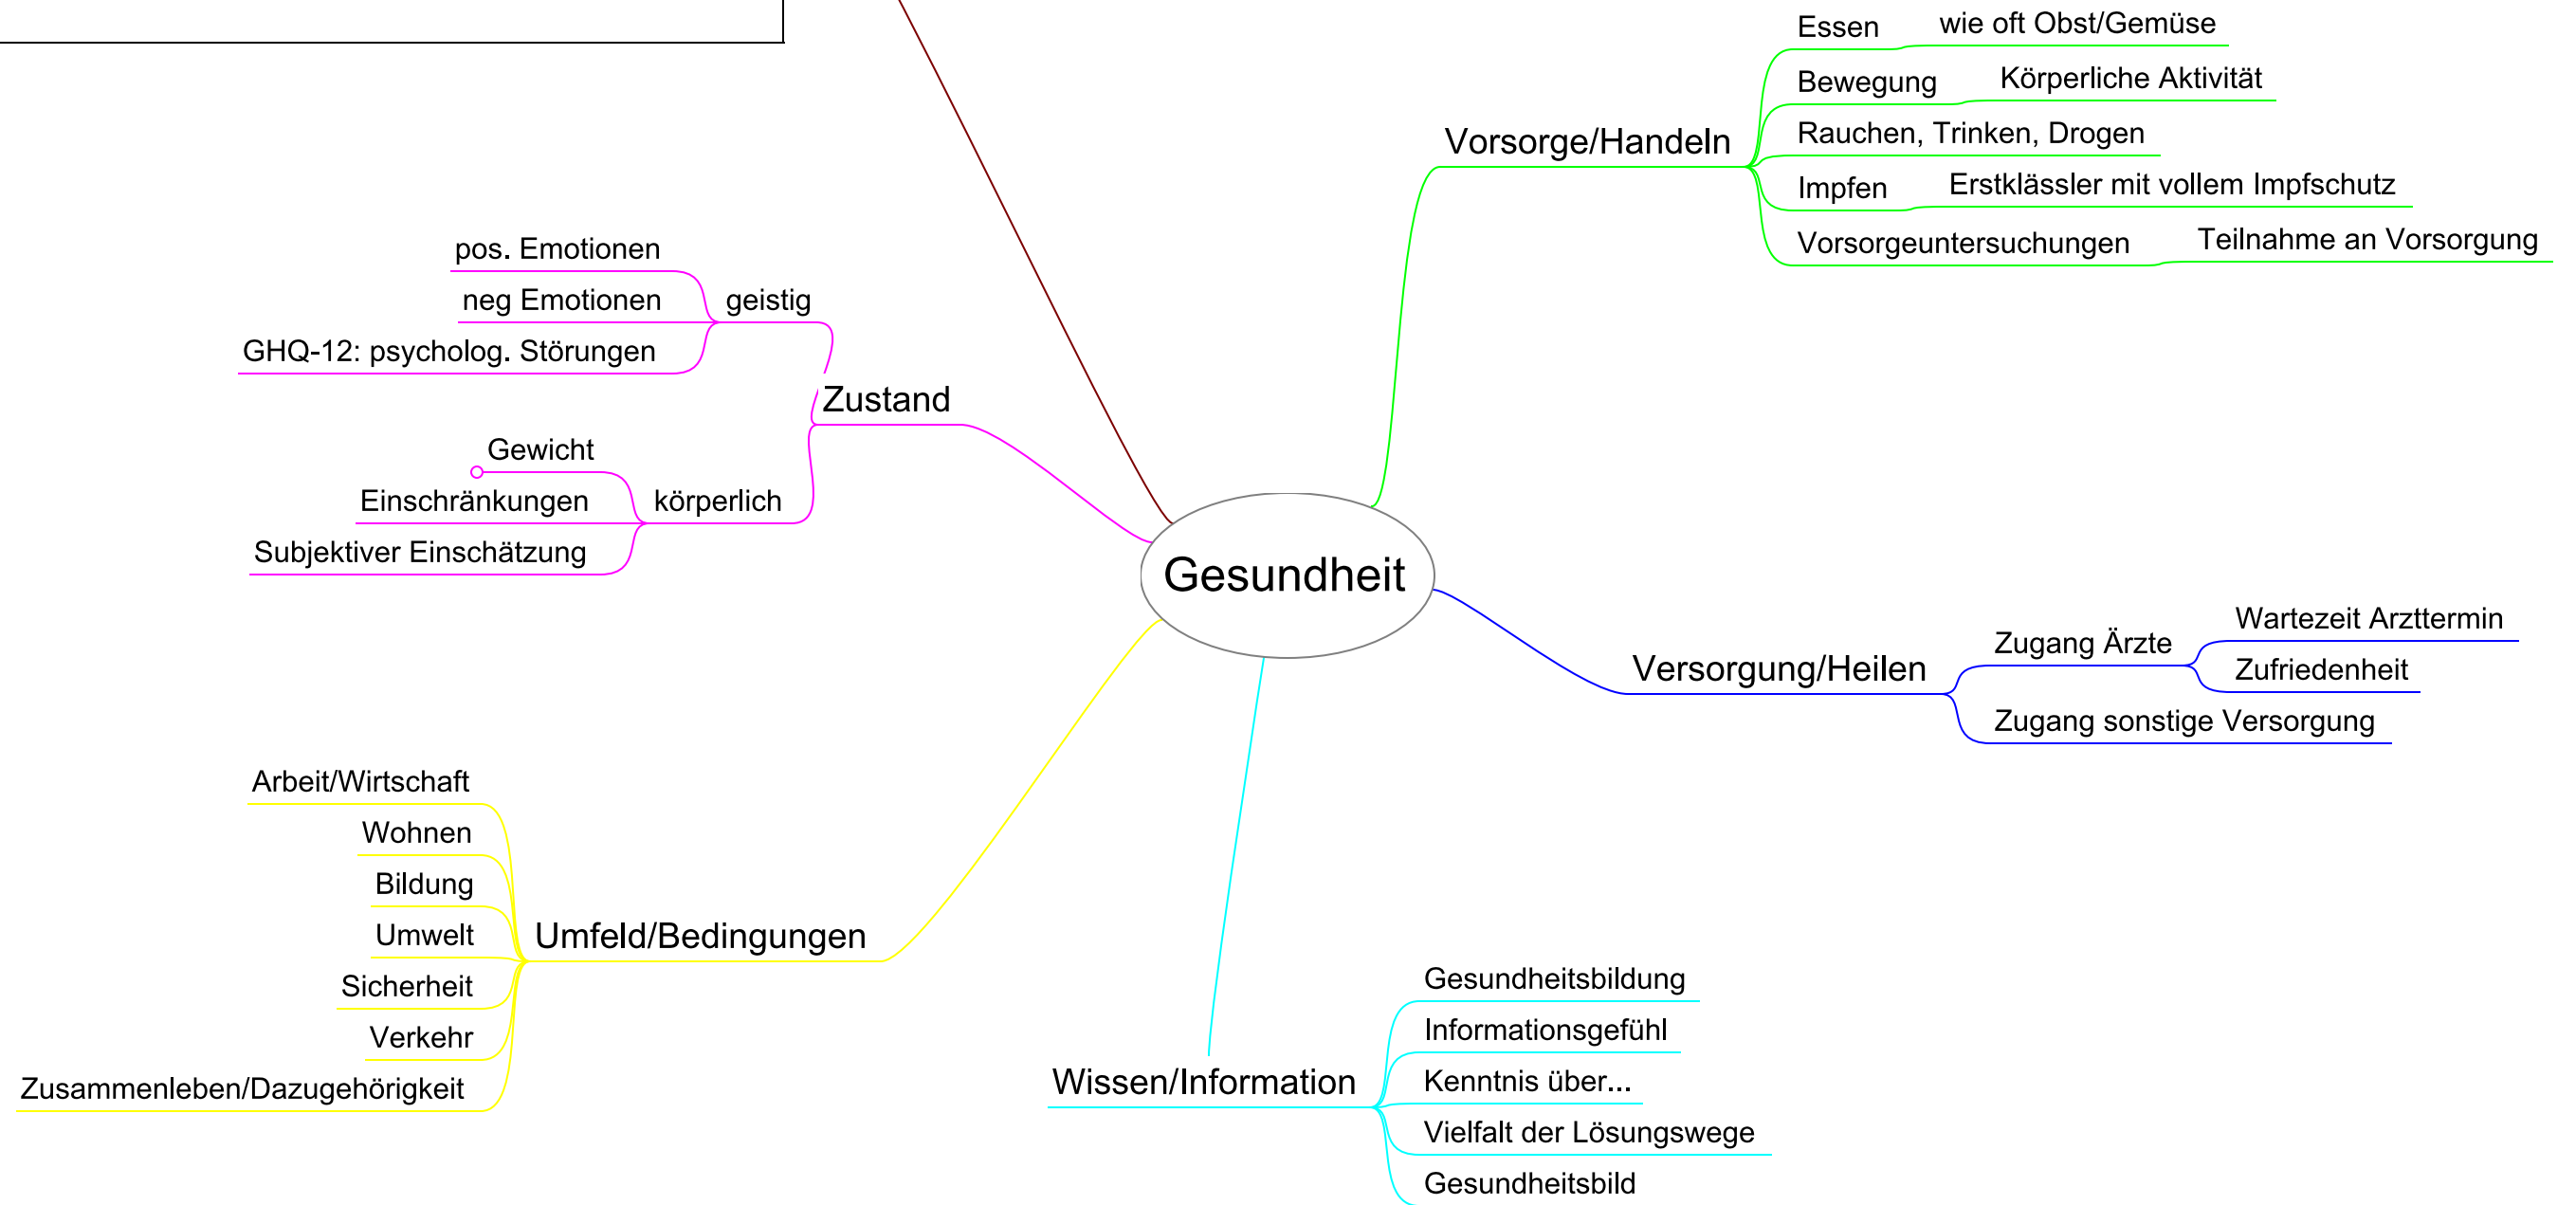 Essen
wie oft Obst/Gemüse
Bewegung
Körperliche Aktivität
Vorsorge/Handeln
Rauchen, Trinken, Drogen
Impfen
Erstklässler mit vollem Impfschutz
Vorsorgeuntersuchungen
Teilnahme an Vorsorgung
pos. Emotionen
neg Emotionen
geistig
GHQ-12: psycholog. Störungen
Zustand
Gewicht
Einschränkungen
körperlich
Subjektiver Einschätzung
Gesundheit
Versorgung/Heilen
Zugang Ärzte
Wartezeit Arzttermin
Zufriedenheit
Zugang sonstige Versorgung
Arbeit/Wirtschaft
Wohnen
Bildung
Umwelt
Umfeld/Bedingungen
Sicherheit
Verkehr
Zusammenleben/Dazugehörigkeit
Wissen/Information
Gesundheitsbildung
Informationsgefühl
Kenntnis über...
Vielfalt der Lösungswege
Gesundheitsbild